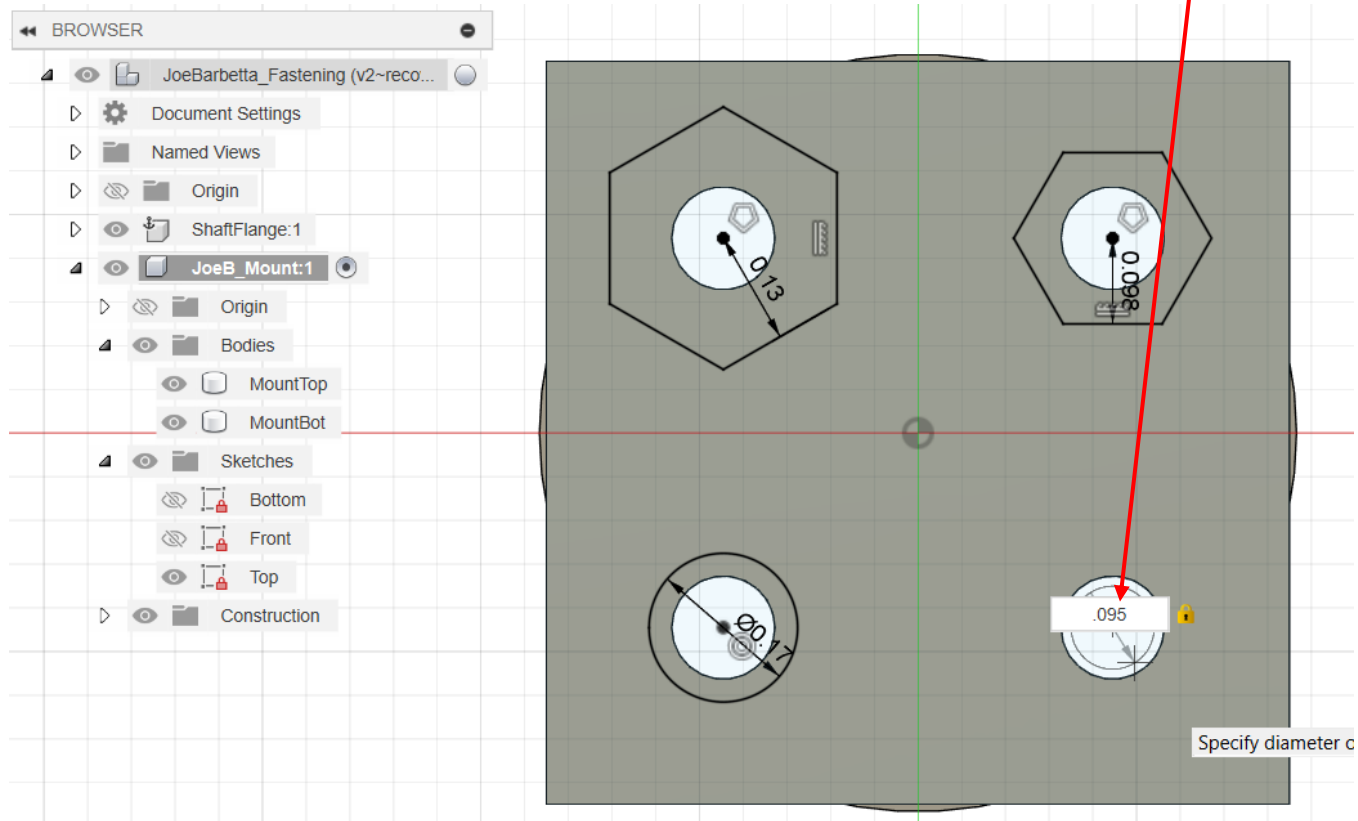 BROWSER
JoeBarbetta_Fastening (v2~reco...
Document Settings
Named Views
Origin
ShaftFlange:1
JoeB_Mount:1
Origin
Bodies
MountTop
MountBot
Sketches
Bottom
Front
Top
Construction
0.13
0.098
Ø0.17
.095
Specify diameter o